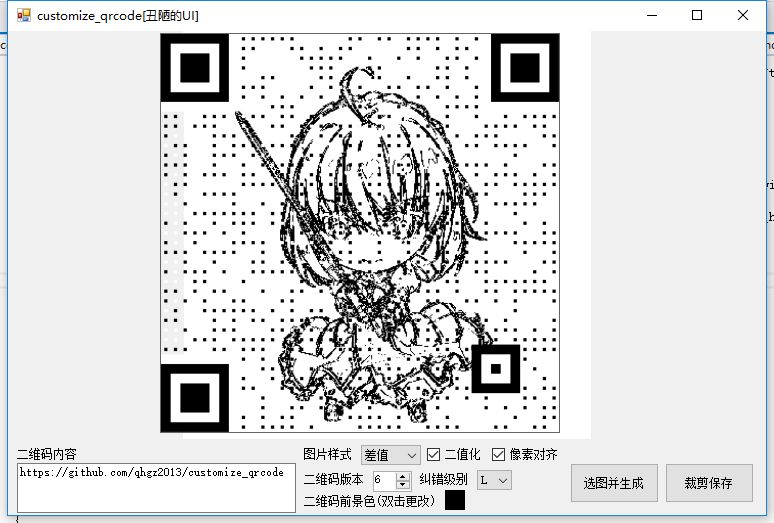 customize_qrcode[丑陋的UI]
二维码内容
https://github.com/qhgz2013/customize_qrcode
图片样式 差值 二值化 像素对齐
二维码版本 6 纠错级别 L
二维码前景色(双击更改)
选图并生成 裁剪保存